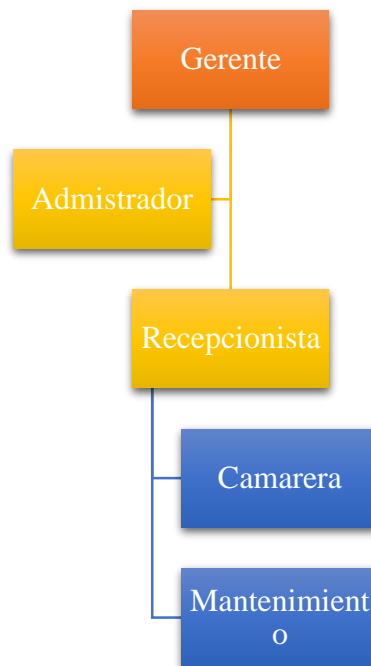 Gerente
Admistrador
Recepcionista
Camarera
Mantenimient
o